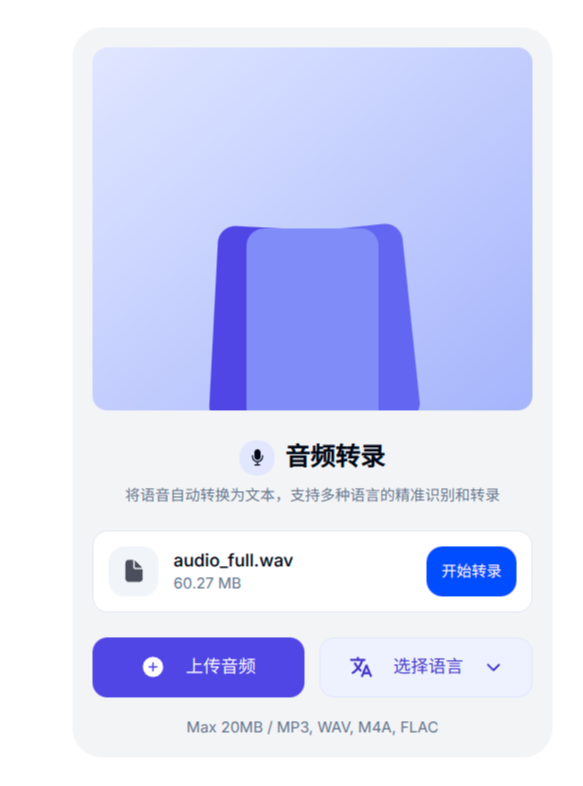 音频转录
将语音自动转换为文本，支持多种语言的精准识别和转录
audio_full.wav
60.27 MB
开始转录
上传音频
选择语言
Max 20MB / MP3, WAV, M4A, FLAC